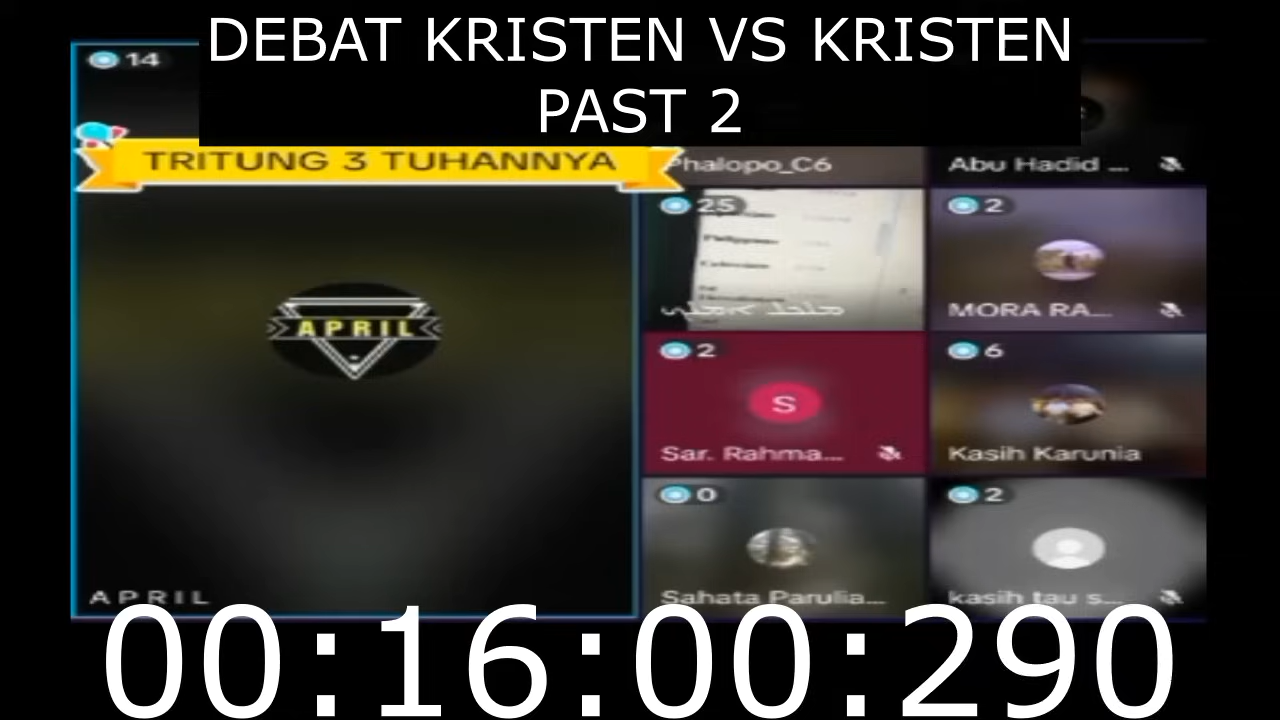 DEBAT KRISTEN VS KRISTEN
PAST 2
14
TRITUNG 3 TUHANNYA
Phalopo_C6
Abu Hadid ...
25
2
Philippians
MORA RA...
APRIL
2
6
S
Sar. Rahma...
Kasih Karunia
0
2
APRIL
Sahata Parulia...
kasih tau s...
00:16:00:290